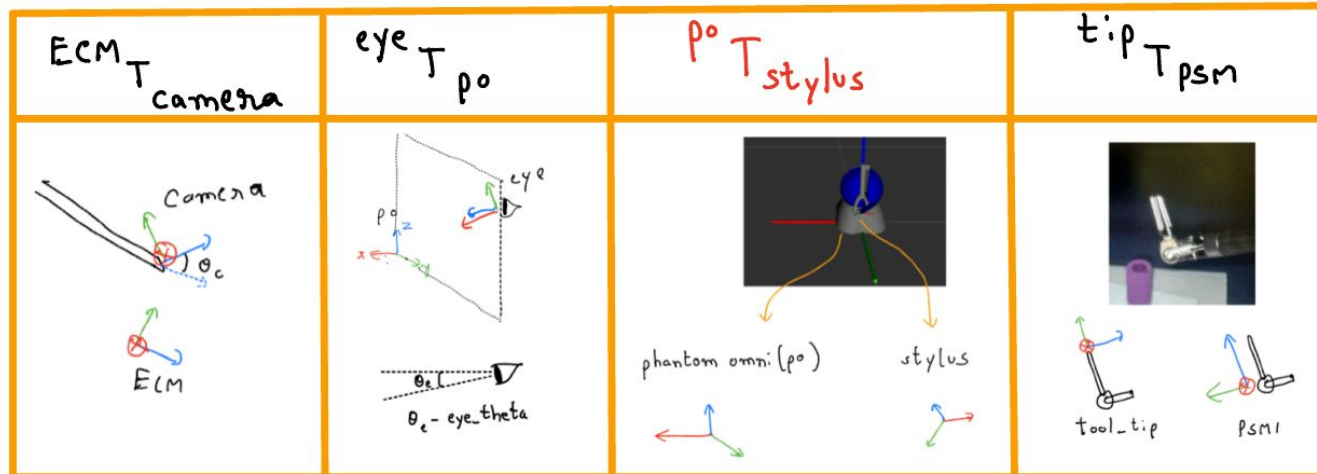 ECM T camera
eye T po
po T stylus
tip T PSM
camera
θc
ECM
eye
po
z
x
y
θe
θe - eye_theta
phantom omni (po)
stylus
tool_tip
PSM1